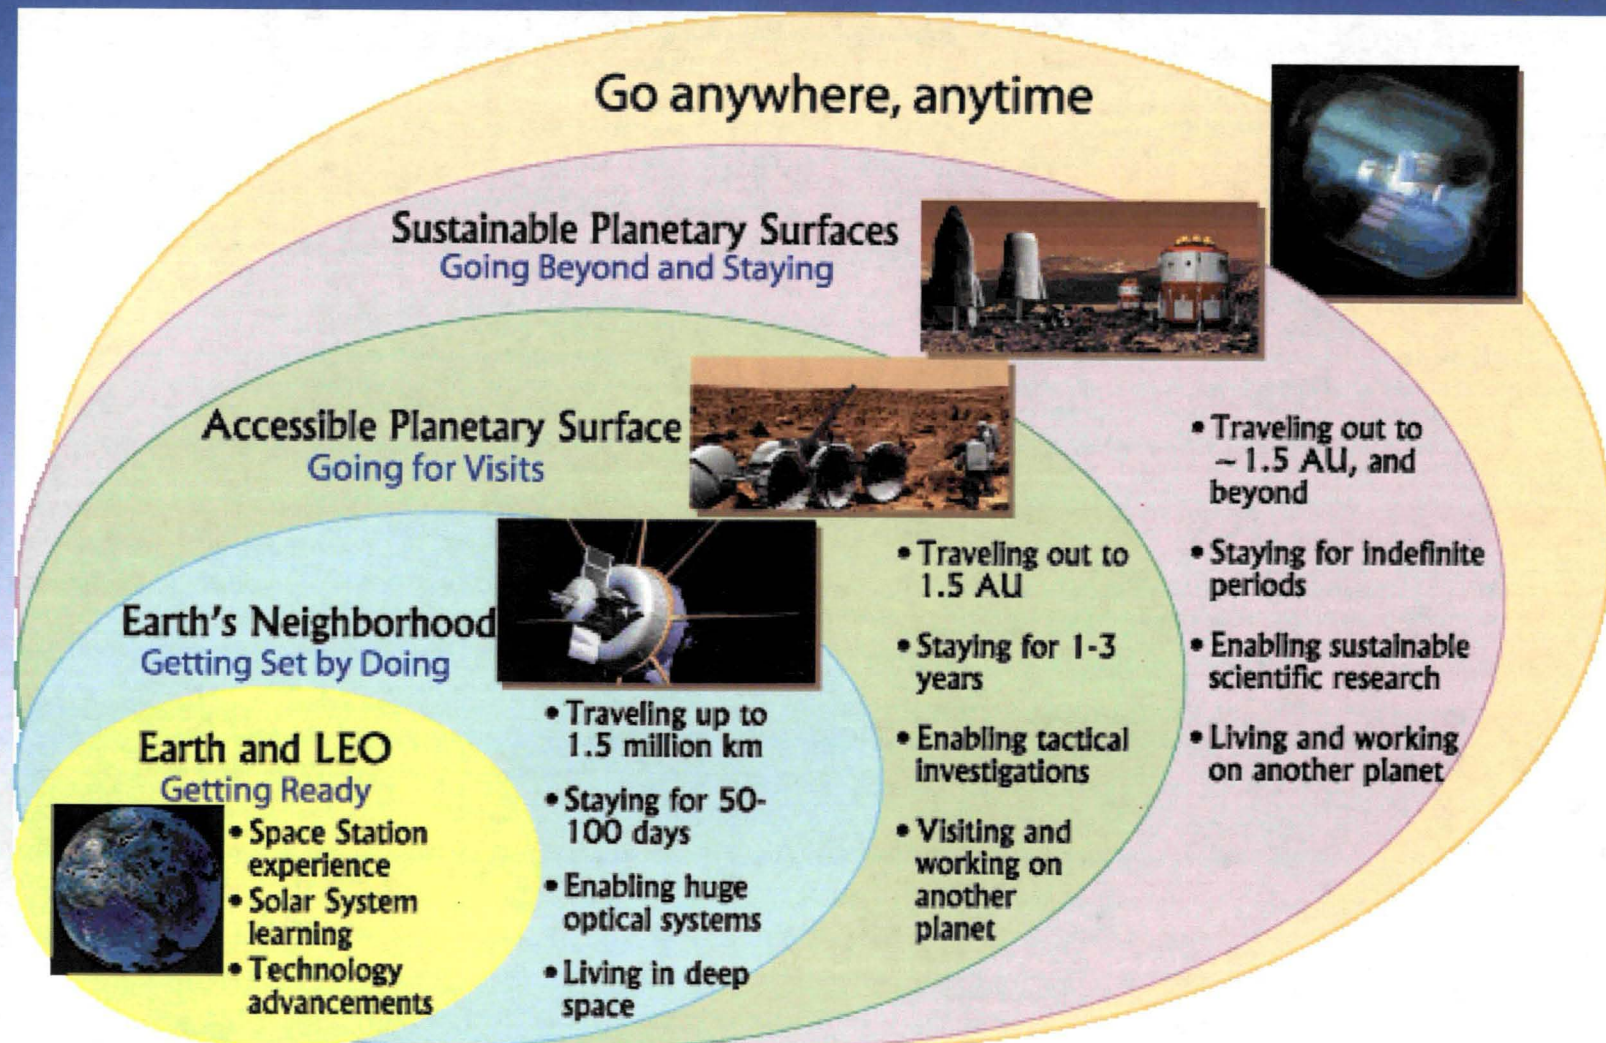 Go anywhere, anytime
Sustainable Planetary Surfaces
Going Beyond and Staying
• Traveling out to
~ 1.5 AU, and
beyond
• Staying for indefinite
periods
• Enabling sustainable
scientific research
• Living and working
on another planet
Accessible Planetary Surface
Going for Visits
• Traveling out to
1.5 AU
• Staying for 1-3
years
• Enabling tactical
investigations
• Visiting and
working on
another
planet
Earth's Neighborhood
Getting Set by Doing
• Traveling up to
1.5 million km
• Staying for 50-
100 days
• Enabling huge
optical systems
• Living in deep
space
Earth and LEO
Getting Ready
• Space Station
experience
• Solar System
learning
• Technology
advancements